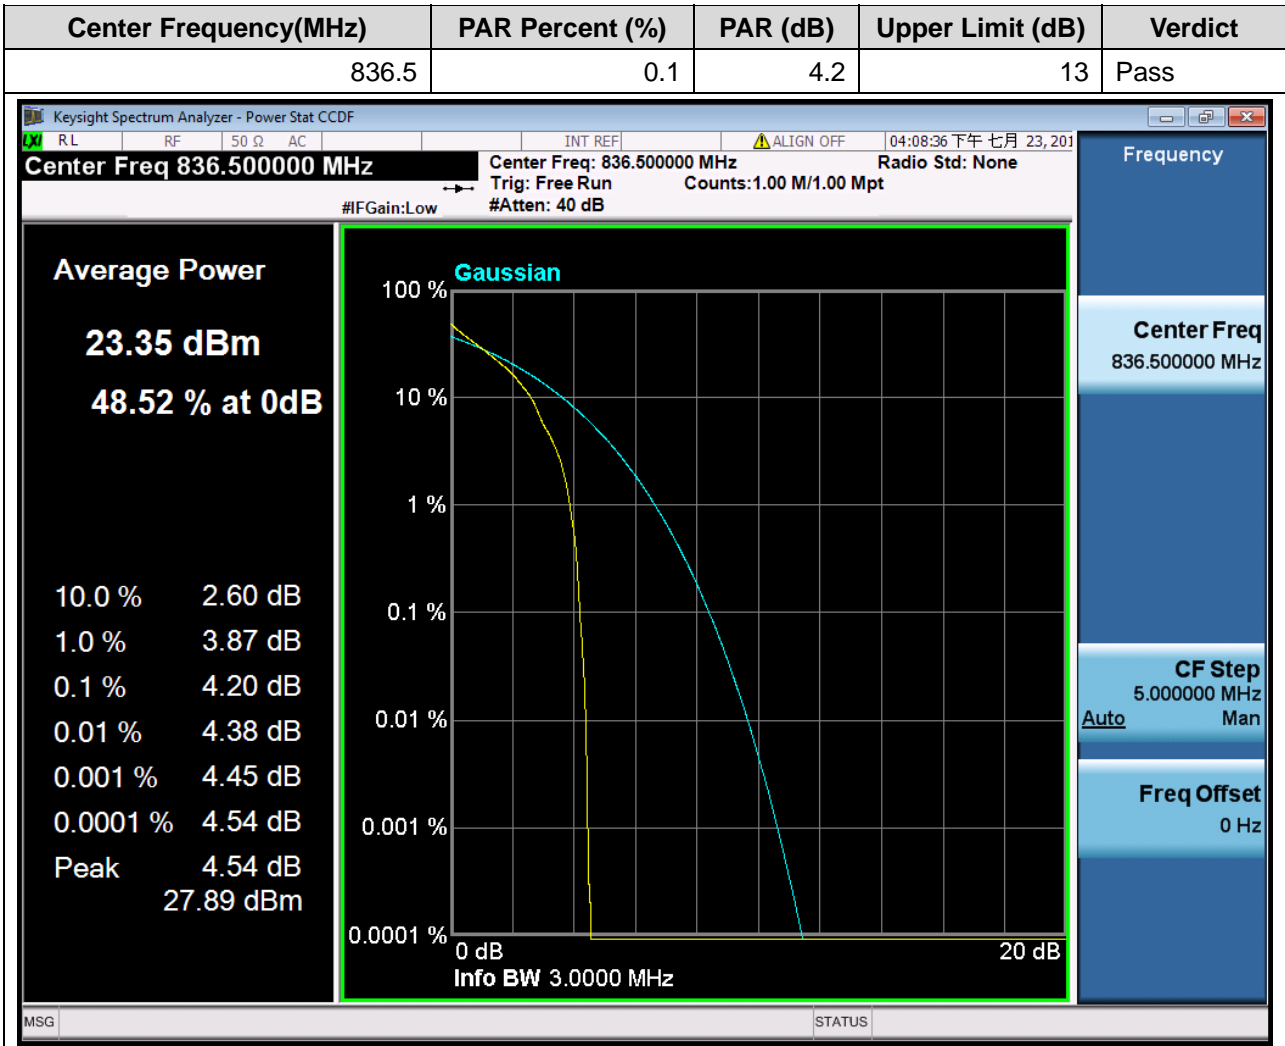 Center Frequency(MHz) PAR Percent (%) PAR (dB) Upper Limit (dB) Verdict
836.5 0.1 4.2 13 Pass
Keysight Spectrum Analyzer - Power Stat CCDF
LXI RL RF 50 Ω AC INT REF ALIGN OFF 04:08:36 下午 七月 23, 201
Center Freq 836.500000 MHz
Center Freq: 836.500000 MHz Radio Std: None
Trig: Free Run Counts:1.00 M/1.00 Mpt
#IFGain:Low #Atten: 40 dB
Frequency
Average Power
23.35 dBm
48.52 % at 0dB
10.0 % 2.60 dB
1.0 % 3.87 dB
0.1 % 4.20 dB
0.01 % 4.38 dB
0.001 % 4.45 dB
0.0001 % 4.54 dB
Peak 4.54 dB
27.89 dBm
Gaussian
100 %
10 %
1 %
0.1 %
0.01 %
0.001 %
0.0001 %
0 dB 20 dB
Info BW 3.0000 MHz
Center Freq
836.500000 MHz
CF Step
5.000000 MHz
Auto Man
Freq Offset
0 Hz
MSG STATUS